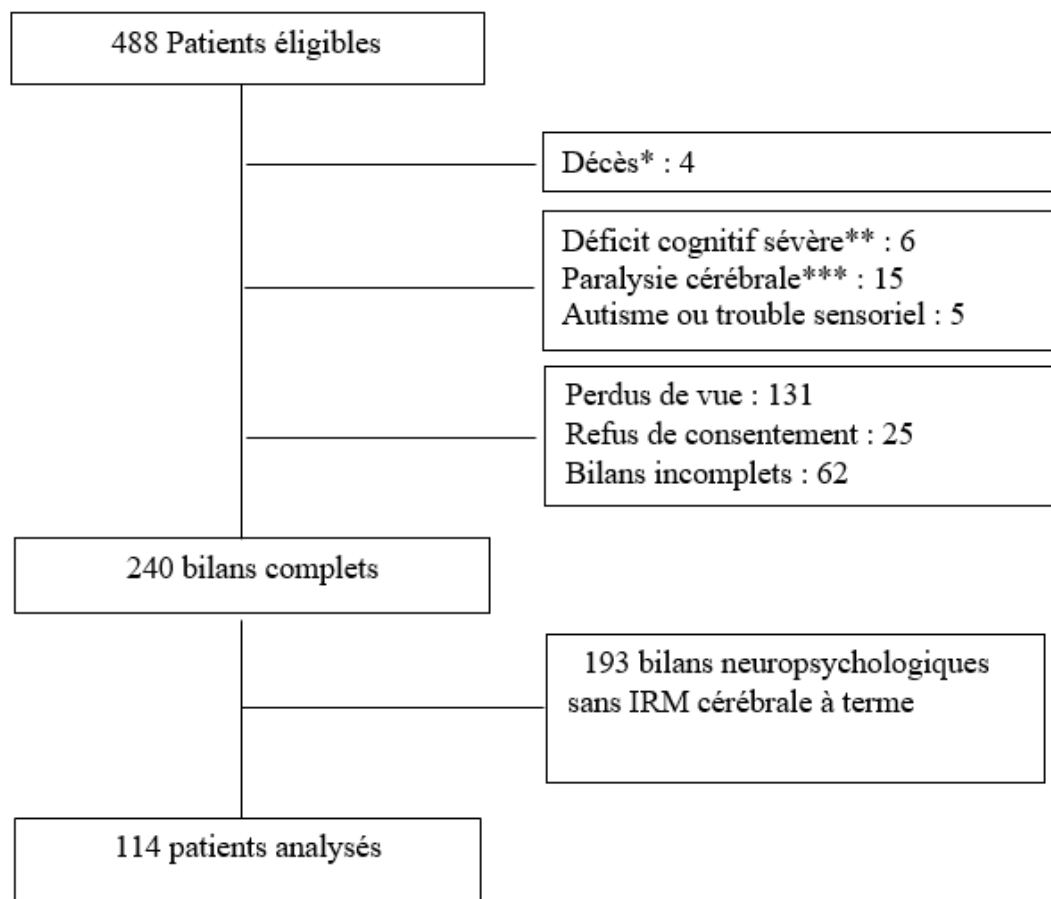 488 Patients éligibles
Décès* : 4
Déficit cognitif sévère** : 6
Paralysie cérébrale*** : 15
Autisme ou trouble sensoriel : 5
Perdus de vue : 131
Refus de consentement : 25
Bilans incomplets : 62
240 bilans complets
193 bilans neuropsychologiques
sans IRM cérébrale à terme
114 patients analysés